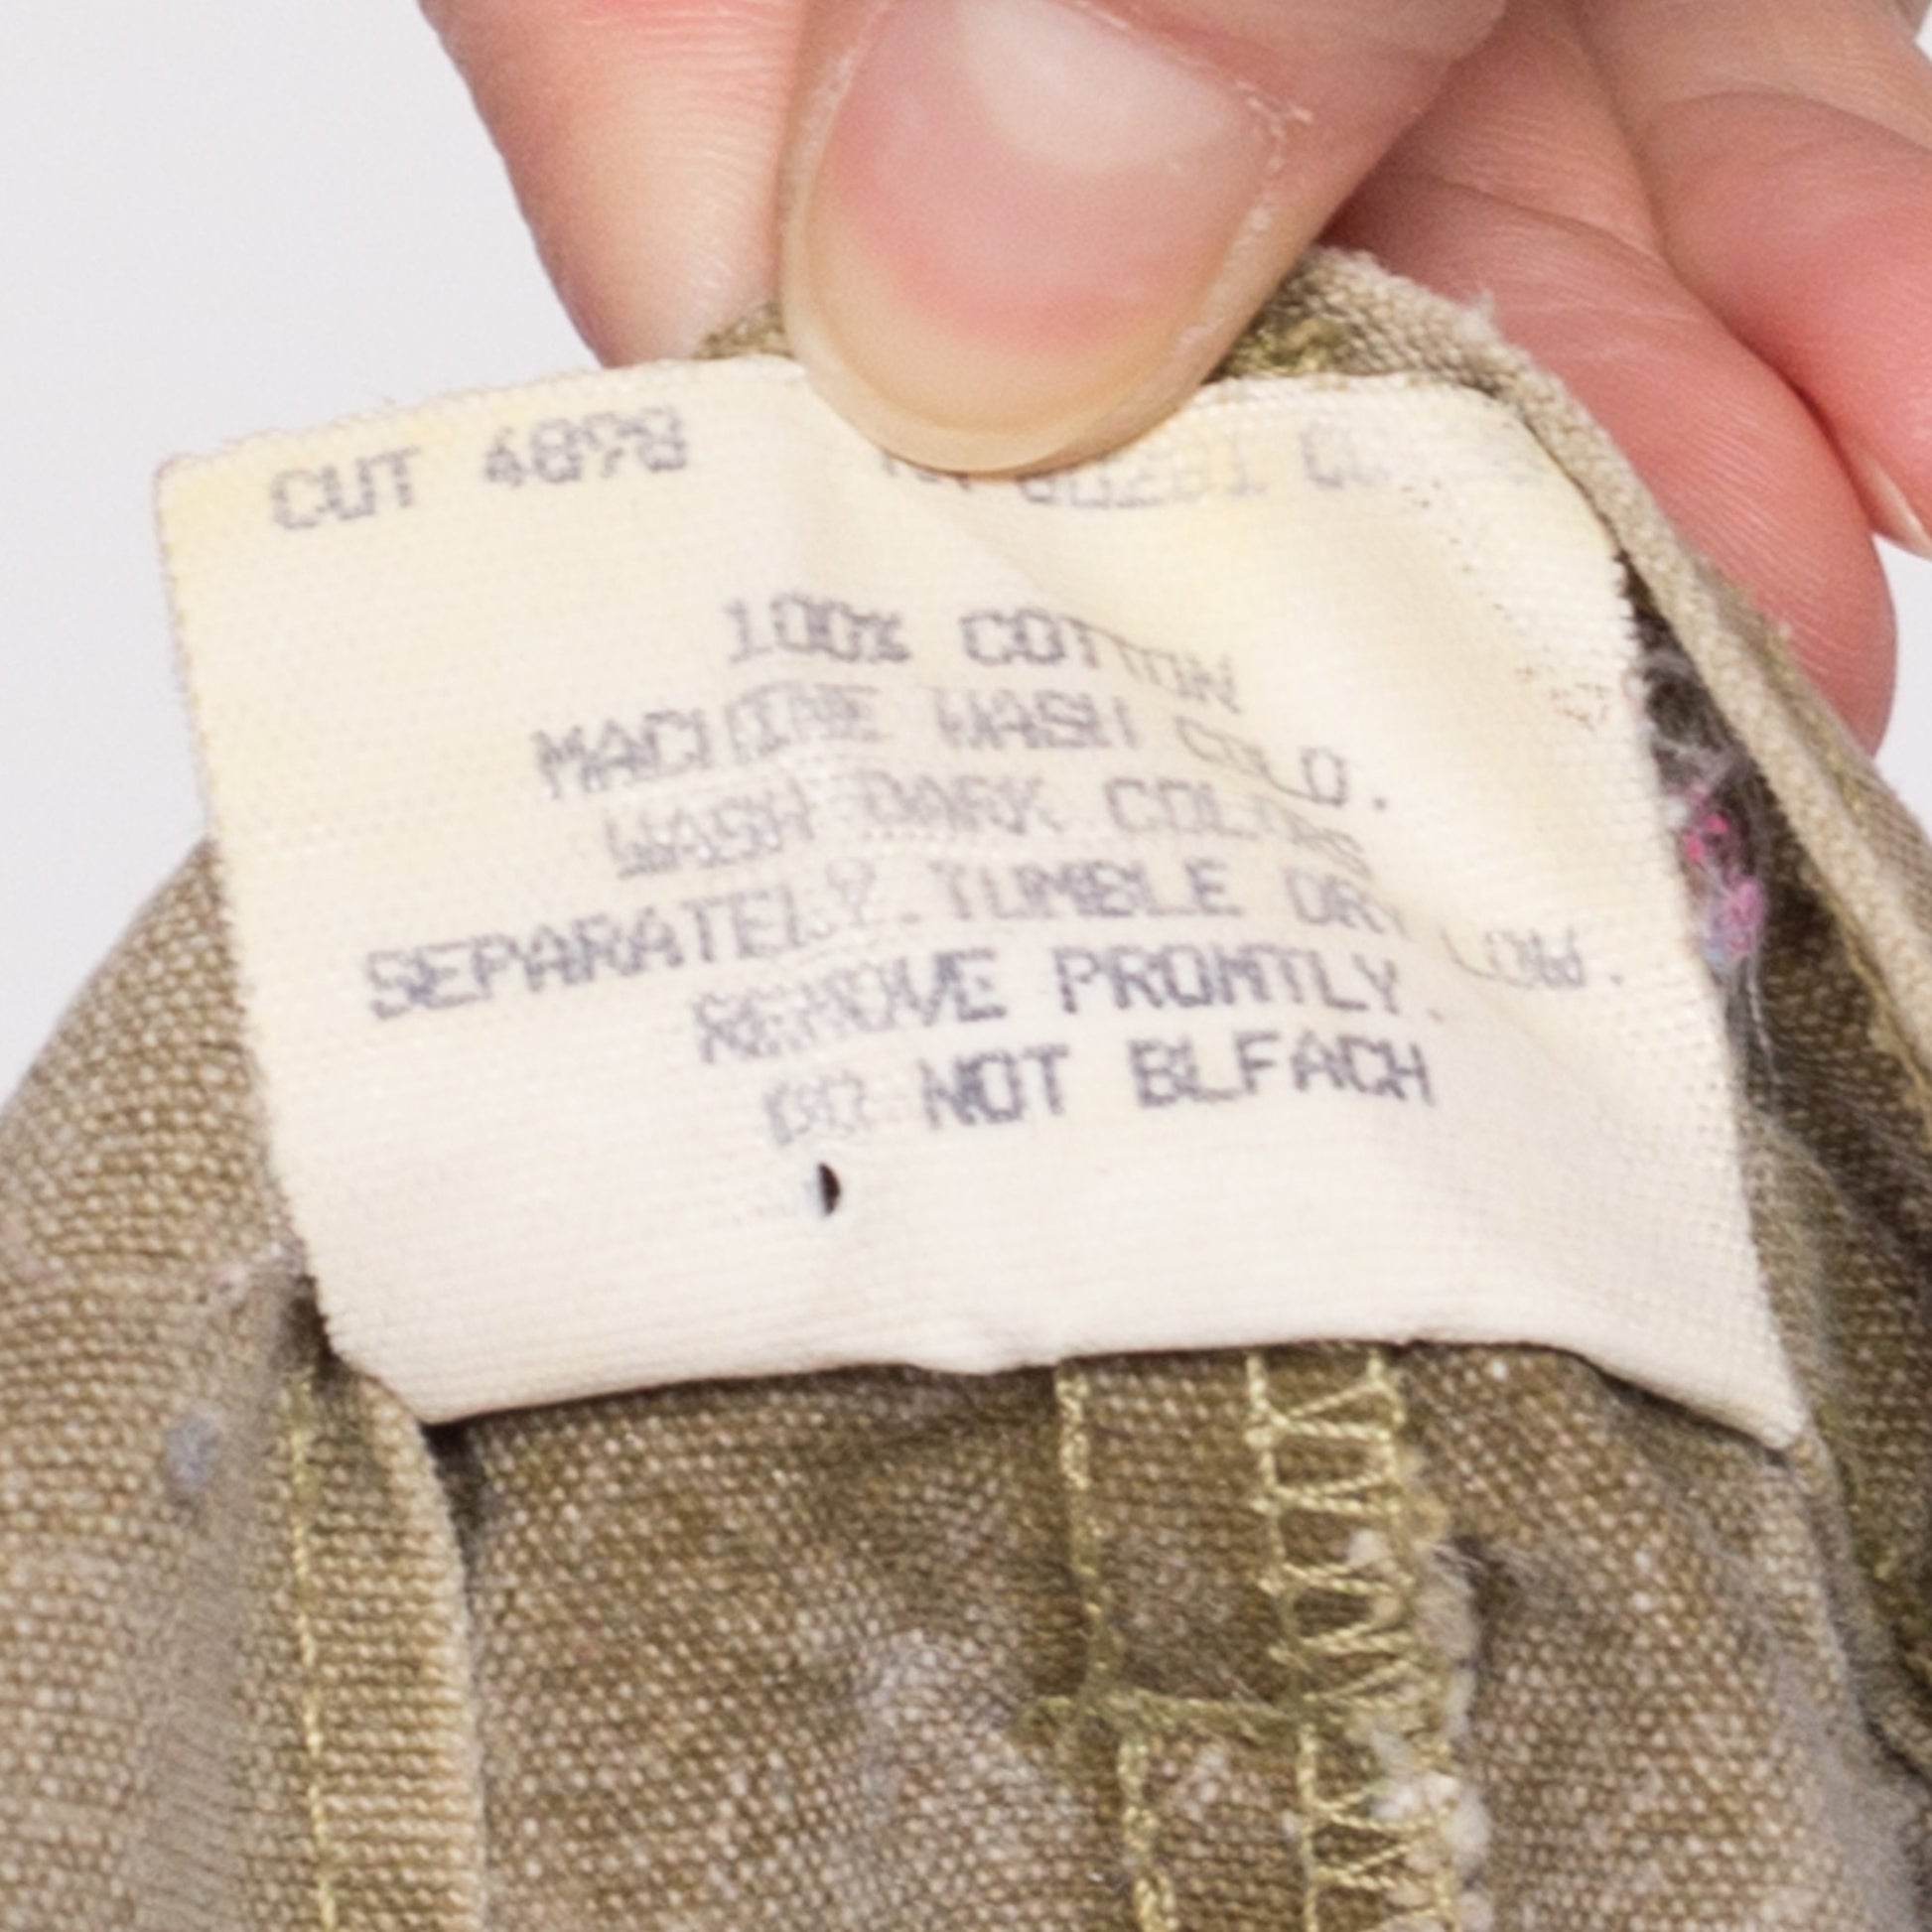 CUT 4898
100% COTTON
MACHINE WASH COLD.
WASH DARK COLORS
SEPARATELY. TUMBLE DRY LOW.
REMOVE PROMTLY.
DO NOT BLEACH